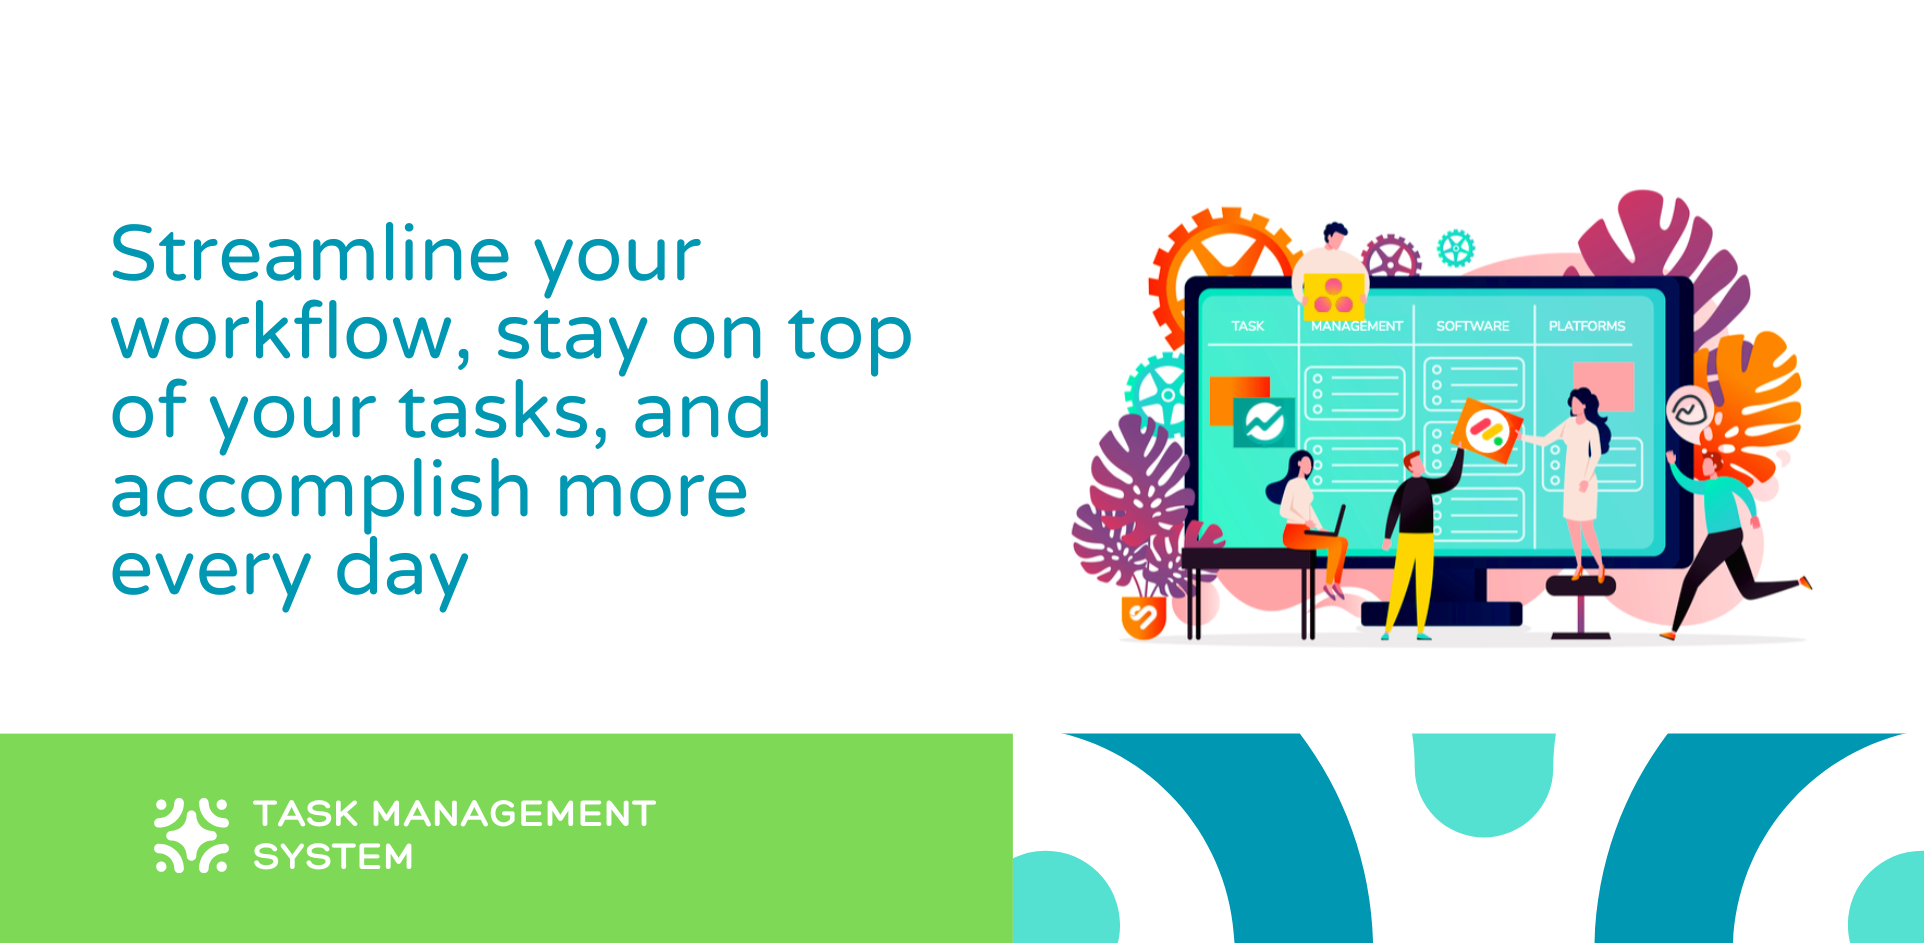 Streamline your
workflow, stay on top
of your tasks, and
accomplish more
every day
TASK MANAGEMENT SOFTWARE PLATFORMS
TASK MANAGEMENT
SYSTEM